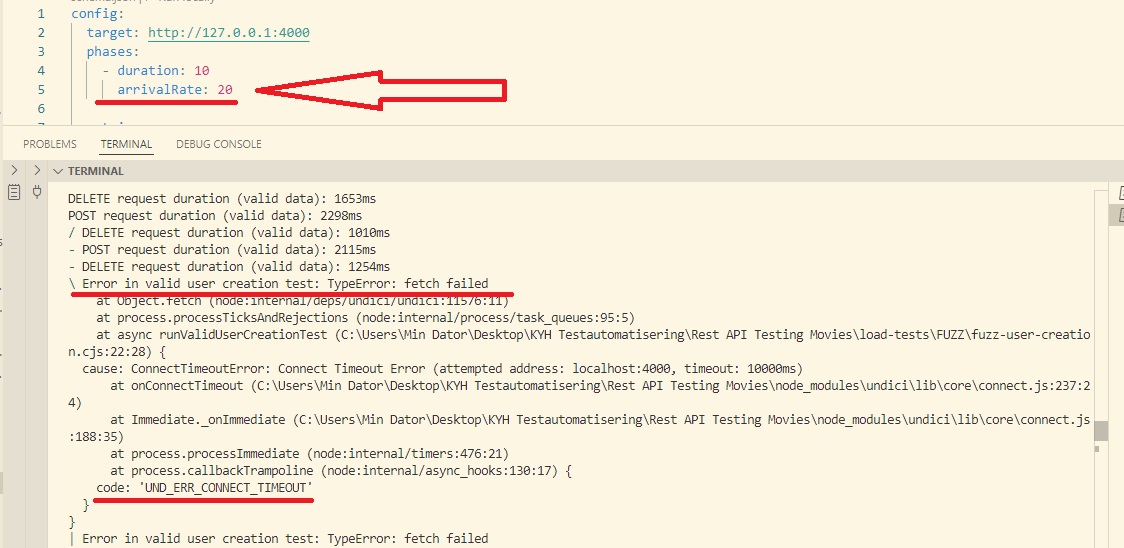 1 config:
2 target: http://127.0.0.1:4000
3 phases:
4 - duration: 10
5 arrivalRate: 20
6
PROBLEMS TERMINAL DEBUG CONSOLE
TERMINAL
DELETE request duration (valid data): 1653ms
POST request duration (valid data): 2298ms
/ DELETE request duration (valid data): 1010ms
- POST request duration (valid data): 2115ms
- DELETE request duration (valid data): 1254ms
\ Error in valid user creation test: TypeError: fetch failed
at Object.fetch (node:internal/deps/undici/undici:11576:11)
at process.processTicksAndRejections (node:internal/process/task_queues:95:5)
at async runValidUserCreationTest (C:\Users\Min Dator\Desktop\KYH Testautomatisering\Rest API Testing Movies\load-tests\FUZZ\fuzz-user-creatio
n.cjs:22:28) {
cause: ConnectTimeoutError: Connect Timeout Error (attempted address: localhost:4000, timeout: 10000ms)
at onConnectTimeout (C:\Users\Min Dator\Desktop\KYH Testautomatisering\Rest API Testing Movies\node_modules\undici\lib\core\connect.js:237:2
4)
at Immediate._onImmediate (C:\Users\Min Dator\Desktop\KYH Testautomatisering\Rest API Testing Movies\node_modules\undici\lib\core\connect.js
:188:35)
at process.processImmediate (node:internal/timers:476:21)
at process.callbackTrampoline (node:internal/async_hooks:130:17) {
code: 'UND_ERR_CONNECT_TIMEOUT'
}
}
| Error in valid user creation test: TypeError: fetch failed